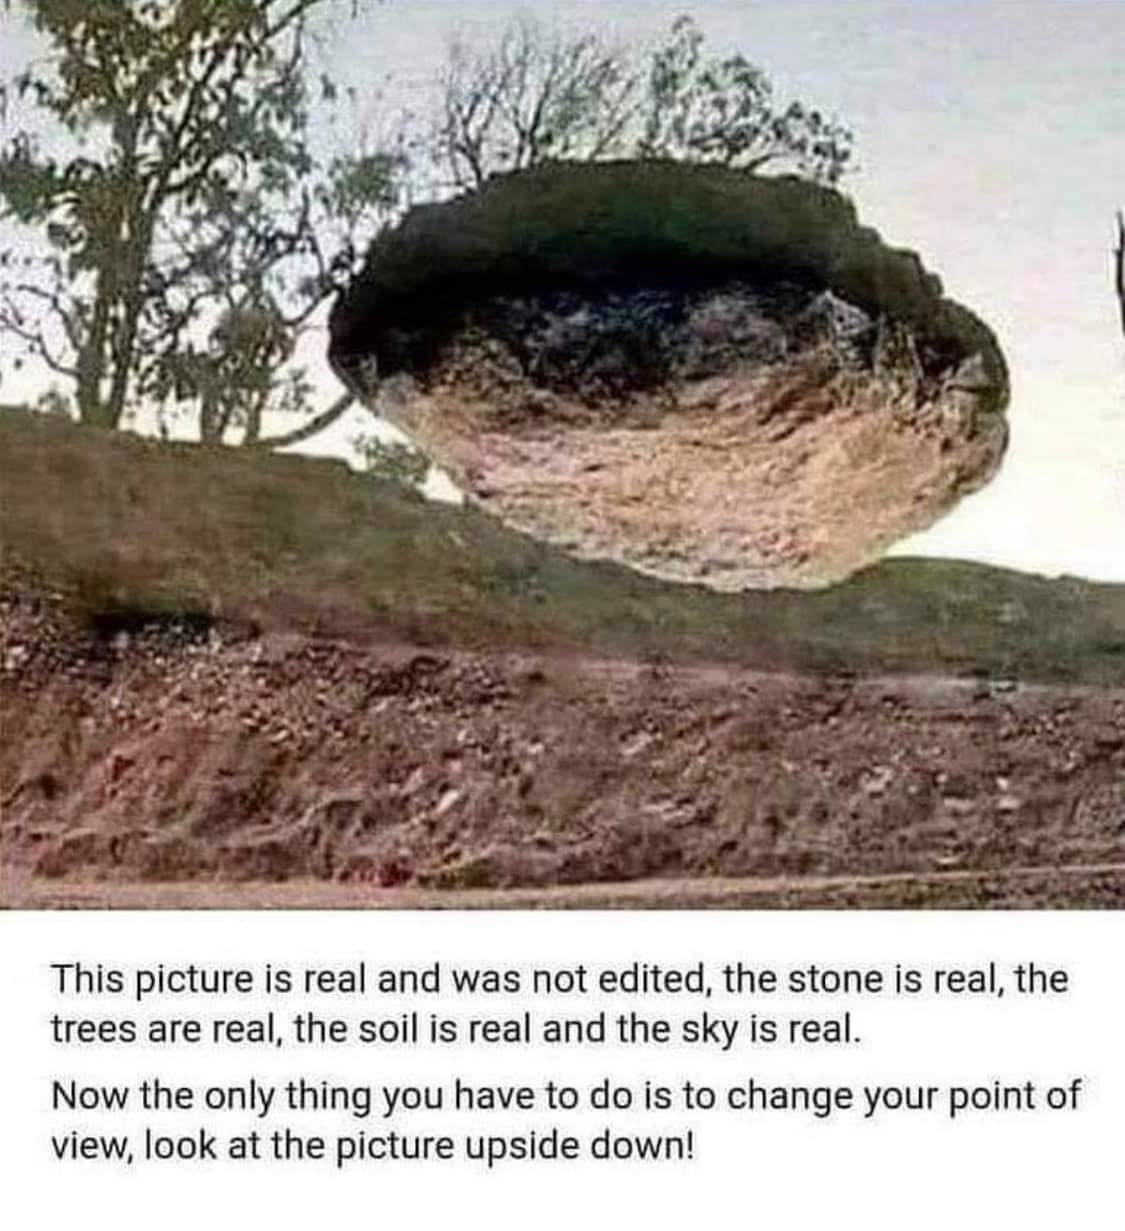 This picture is real and was not edited, the stone is real, the
trees are real, the soil is real and the sky is real.
Now the only thing you have to do is to change your point of
view, look at the picture upside down!